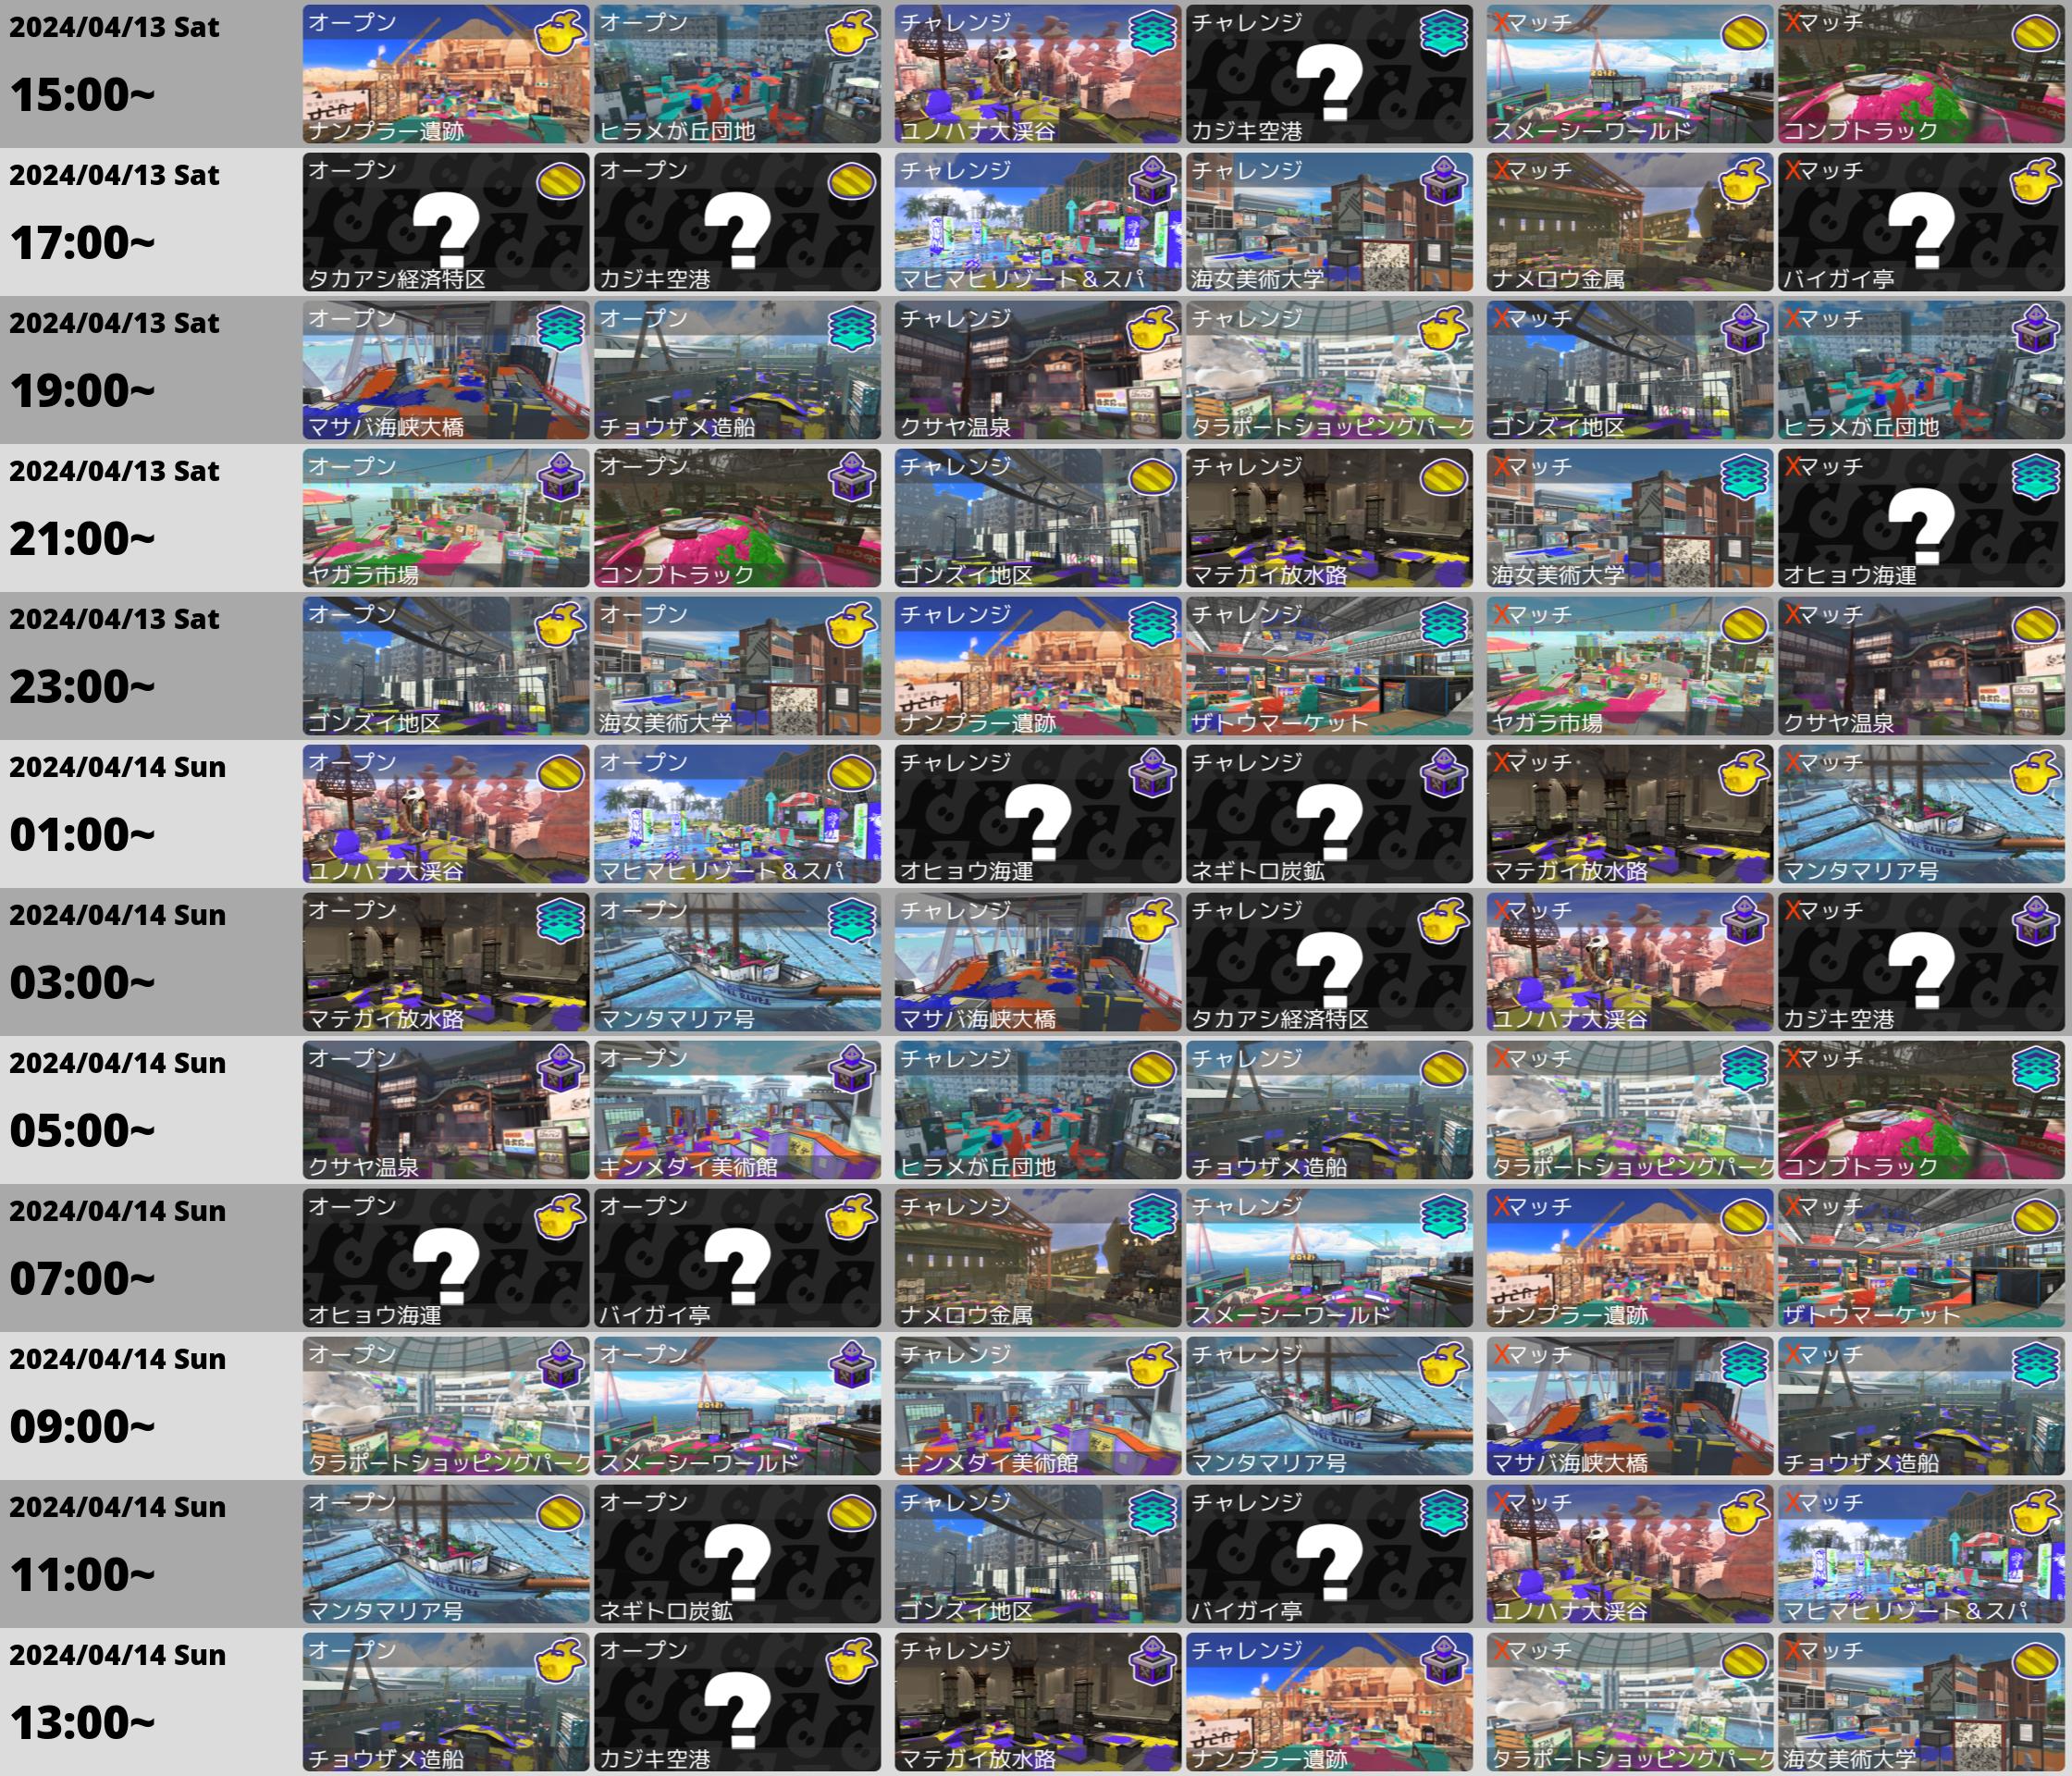 2024/04/13 Sat
15:00~
オープン オープン チャレンジ チャレンジ Xマッチ Xマッチ
ナンプラー遺跡 ヒラメが丘団地 ユノハナ大渓谷 カジキ空港 スメーシーワールド コンブトラック
2024/04/13 Sat
17:00~
オープン オープン チャレンジ チャレンジ Xマッチ Xマッチ
タカアシ経済特区 カジキ空港 マヒマヒリゾート＆スパ 海女美術大学 ナメロウ金属 バイガイ亭
2024/04/13 Sat
19:00~
オープン オープン チャレンジ チャレンジ Xマッチ Xマッチ
マサバ海峡大橋 チョウザメ造船 クサヤ温泉 タラポートショッピングパーク ゴンズイ地区 ヒラメが丘団地
2024/04/13 Sat
21:00~
オープン オープン チャレンジ チャレンジ Xマッチ Xマッチ
ヤガラ市場 コンブトラック ゴンズイ地区 マテガイ放水路 海女美術大学 オヒョウ海運
2024/04/13 Sat
23:00~
オープン オープン チャレンジ チャレンジ Xマッチ Xマッチ
ゴンズイ地区 海女美術大学 ナンプラー遺跡 ザトウマーケット ヤガラ市場 クサヤ温泉
2024/04/14 Sun
01:00~
オープン オープン チャレンジ チャレンジ Xマッチ Xマッチ
ユノハナ大渓谷 マヒマヒリゾート＆スパ オヒョウ海運 ネギトロ炭鉱 マテガイ放水路 マンタマリア号
2024/04/14 Sun
03:00~
オープン オープン チャレンジ チャレンジ Xマッチ Xマッチ
マテガイ放水路 マンタマリア号 マサバ海峡大橋 タカアシ経済特区 ユノハナ大渓谷 カジキ空港
2024/04/14 Sun
05:00~
オープン オープン チャレンジ チャレンジ Xマッチ Xマッチ
クサヤ温泉 キンメダイ美術館 ヒラメが丘団地 チョウザメ造船 タラポートショッピングパーク コンブトラック
2024/04/14 Sun
07:00~
オープン オープン チャレンジ チャレンジ Xマッチ Xマッチ
オヒョウ海運 バイガイ亭 ナメロウ金属 スメーシーワールド ナンプラー遺跡 ザトウマーケット
2024/04/14 Sun
09:00~
オープン オープン チャレンジ チャレンジ Xマッチ Xマッチ
タラポートショッピングパーク スメーシーワールド キンメダイ美術館 マンタマリア号 マサバ海峡大橋 チョウザメ造船
2024/04/14 Sun
11:00~
オープン オープン チャレンジ チャレンジ Xマッチ Xマッチ
マンタマリア号 ネギトロ炭鉱 ゴンズイ地区 バイガイ亭 ユノハナ大渓谷 マヒマヒリゾート＆スパ
2024/04/14 Sun
13:00~
オープン オープン チャレンジ チャレンジ Xマッチ Xマッチ
チョウザメ造船 カジキ空港 マテガイ放水路 ナンプラー遺跡 タラポートショッピングパーク 海女美術大学